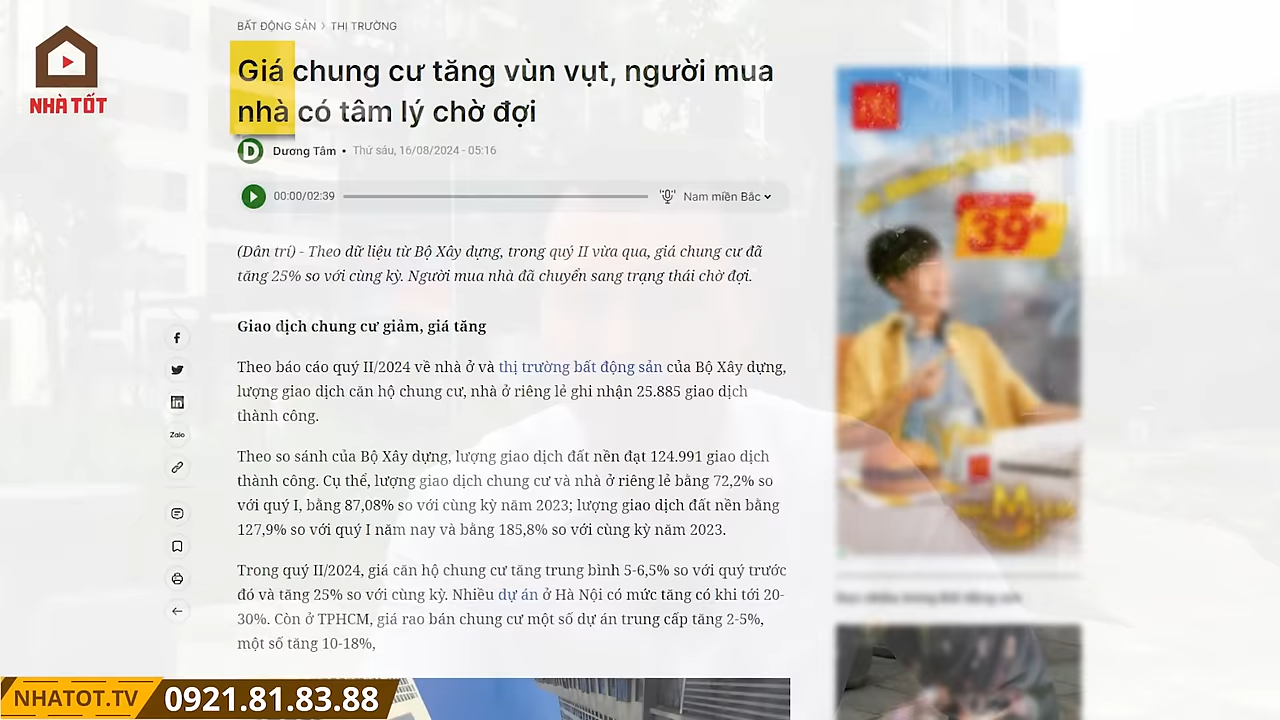 BẤT ĐỘNG SẢN › THỊ TRƯỜNG
NHÀ TỐT
Giá chung cư tăng vùn vụt, người mua
nhà có tâm lý chờ đợi
D
Dương Tâm • Thứ sáu, 16/08/2024 - 05:16
00:00/02:39
Nam miền Bắc
39
(Dân trí) - Theo dữ liệu từ Bộ Xây dựng, trong quý II vừa qua, giá chung cư đã
tăng 25% so với cùng kỳ. Người mua nhà đã chuyển sang trạng thái chờ đợi.
Giao dịch chung cư giảm, giá tăng
Theo báo cáo quý II/2024 về nhà ở và thị trường bất động sản của Bộ Xây dựng,
lượng giao dịch căn hộ chung cư, nhà ở riêng lẻ ghi nhận 25.885 giao dịch
thành công.
Zalo
Theo so sánh của Bộ Xây dựng, lượng giao dịch đất nền đạt 124.991 giao dịch
thành công. Cụ thể, lượng giao dịch chung cư và nhà ở riêng lẻ bằng 72,2% so
với quý I, bằng 87,08% so với cùng kỳ năm 2023; lượng giao dịch đất nền bằng
127,9% so với quý I năm nay và bằng 185,8% so với cùng kỳ năm 2023.
Trong quý II/2024, giá căn hộ chung cư tăng trung bình 5-6,5% so với quý trước
đó và tăng 25% so với cùng kỳ. Nhiều dự án ở Hà Nội có mức tăng có khi tới 20-
30%. Còn ở TPHCM, giá rao bán chung cư một số dự án trung cấp tăng 2-5%,
một số tăng 10-18%,
NHATOT.TV 0921.81.83.88